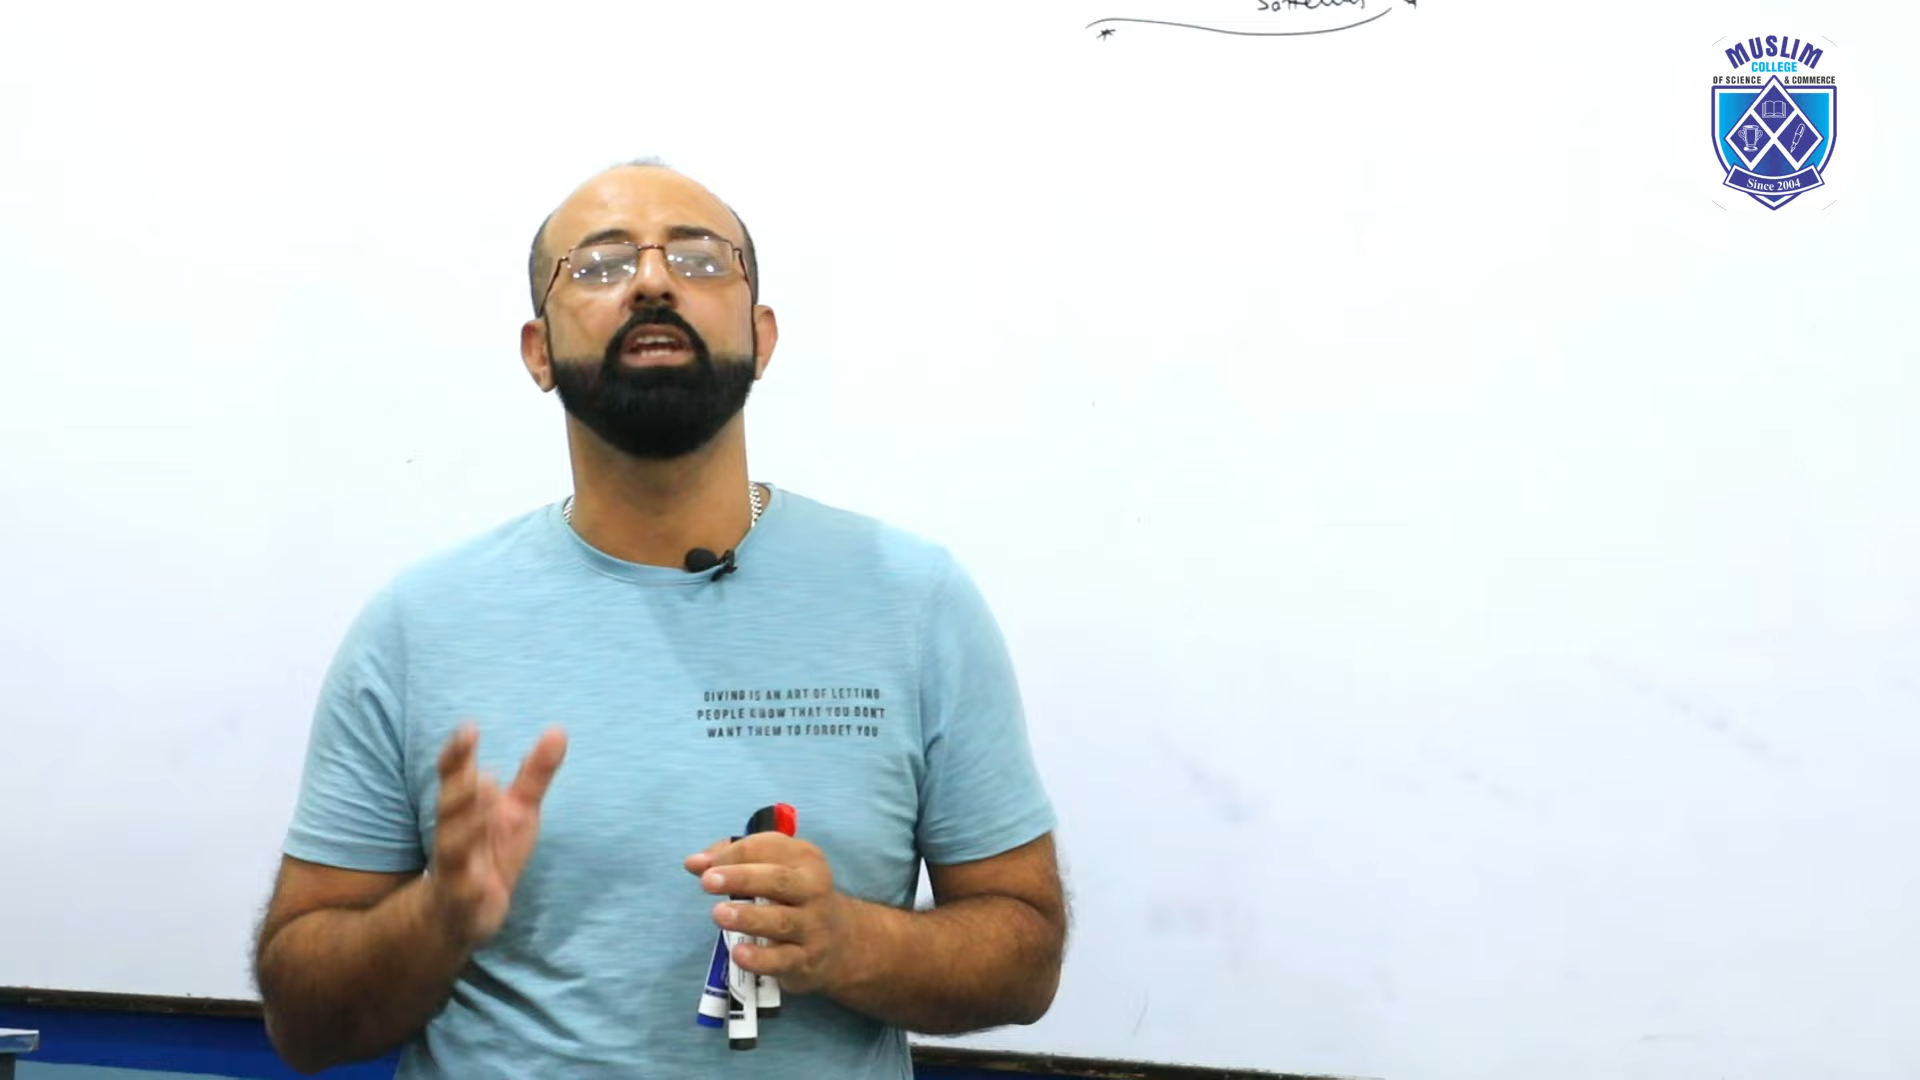 MUSLIM
COLLEGE
OF SCIENCE & COMMERCE
Since 2004
GIVING IS AN ART OF LETTING
PEOPLE KNOW THAT YOU DON'T
WANT THEM TO FORGET YOU